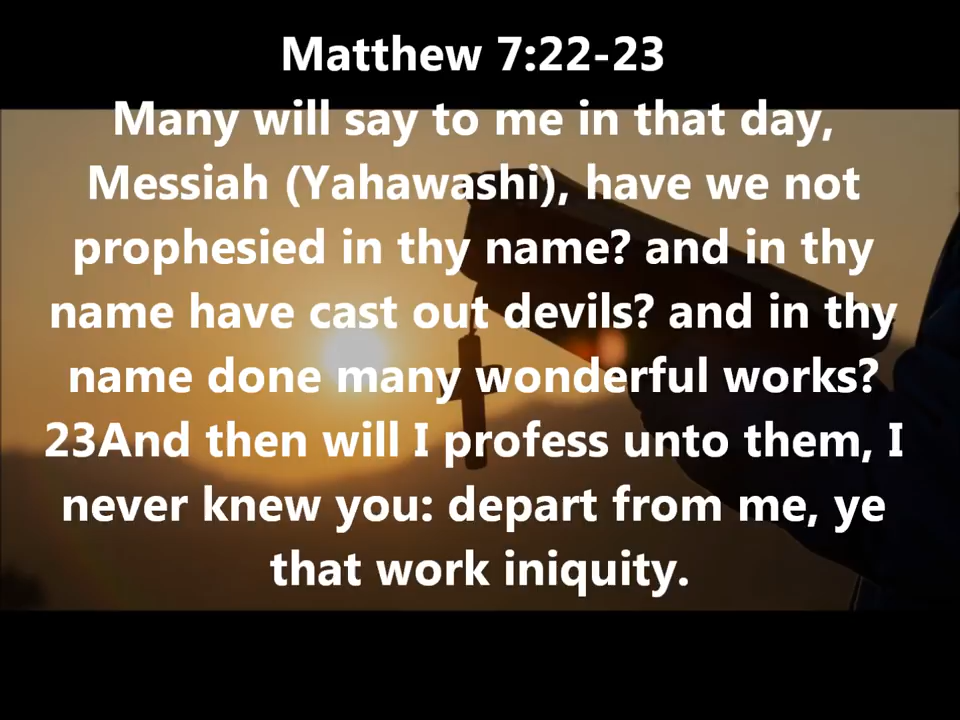 Matthew 7:22-23
Many will say to me in that day,
Messiah (Yahawashi), have we not
prophesied in thy name? and in thy
name have cast out devils? and in thy
name done many wonderful works?
23And then will I profess unto them, I
never knew you: depart from me, ye
that work iniquity.